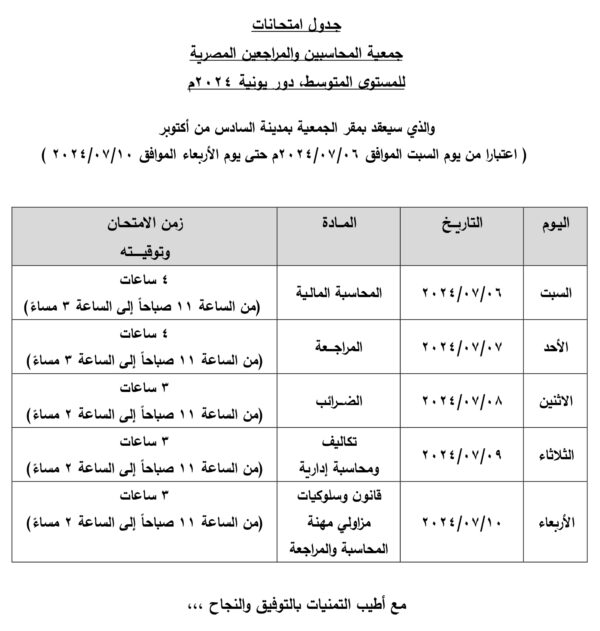 جدول امتحانات
جمعية المحاسبين والمراجعين المصرية
للمستوى المتوسط، دور يونية ٢٠٢٤م
والذي سيعقد بمقر الجمعية بمدينة السادس من أكتوبر
( اعتبارا من يوم السبت الموافق ٢٠٢٤/٠٧/٠٦م حتى يوم الأربعاء الموافق ٢٠٢٤/٠٧/١٠ )
اليـوم
التاريـخ
المـادة
زمن الامتحان
وتوقيـــته
السبت
٢٠٢٤/٠٧/٠٦
المحاسبة المالية
٤ ساعات
(من الساعة ١١ صباحاً إلى الساعة ٣ مساءً)
الأحد
٢٠٢٤/٠٧/٠٧
المراجـعة
٤ ساعات
(من الساعة ١١ صباحاً إلى الساعة ٣ مساءً)
الاثنين
٢٠٢٤/٠٧/٠٨
الضـرائب
٣ ساعات
(من الساعة ١١ صباحاً إلى الساعة ٢ مساءً)
الثلاثاء
٢٠٢٤/٠٧/٠٩
تكاليف
ومحاسبة إدارية
٣ ساعات
(من الساعة ١١ صباحاً إلى الساعة ٢ مساءً)
الأربعاء
٢٠٢٤/٠٧/١٠
قانون وسلوكيات
مزاولي مهنة
المحاسبة والمراجعة
٣ ساعات
(من الساعة ١١ صباحاً إلى الساعة ٢ مساءً)
مع أطيب التمنيات بالتوفيق والنجاح ،،،